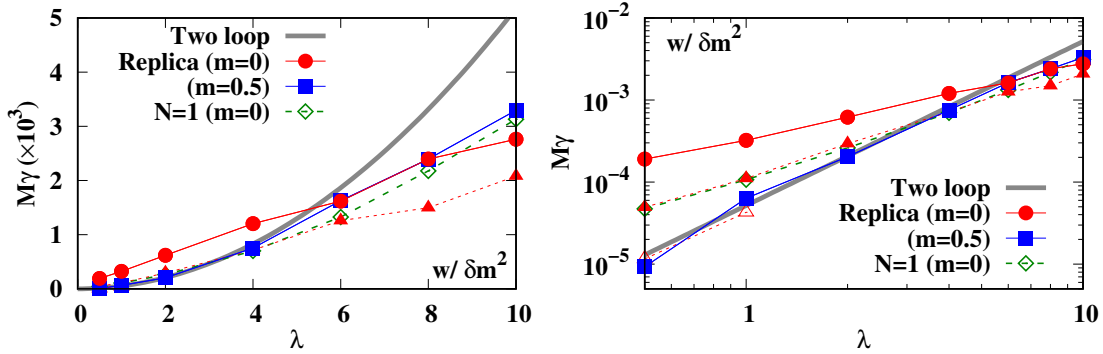 5
4
3
2
1
0
Mγ (×10³)
Two loop
Replica (m=0)
(m=0.5)
N=1 (m=0)
w/ δm²
0 2 4 6 8 10
λ
10⁻²
10⁻³
10⁻⁴
10⁻⁵
Mγ
w/ δm²
Two loop
Replica (m=0)
(m=0.5)
N=1 (m=0)
1 10
λ